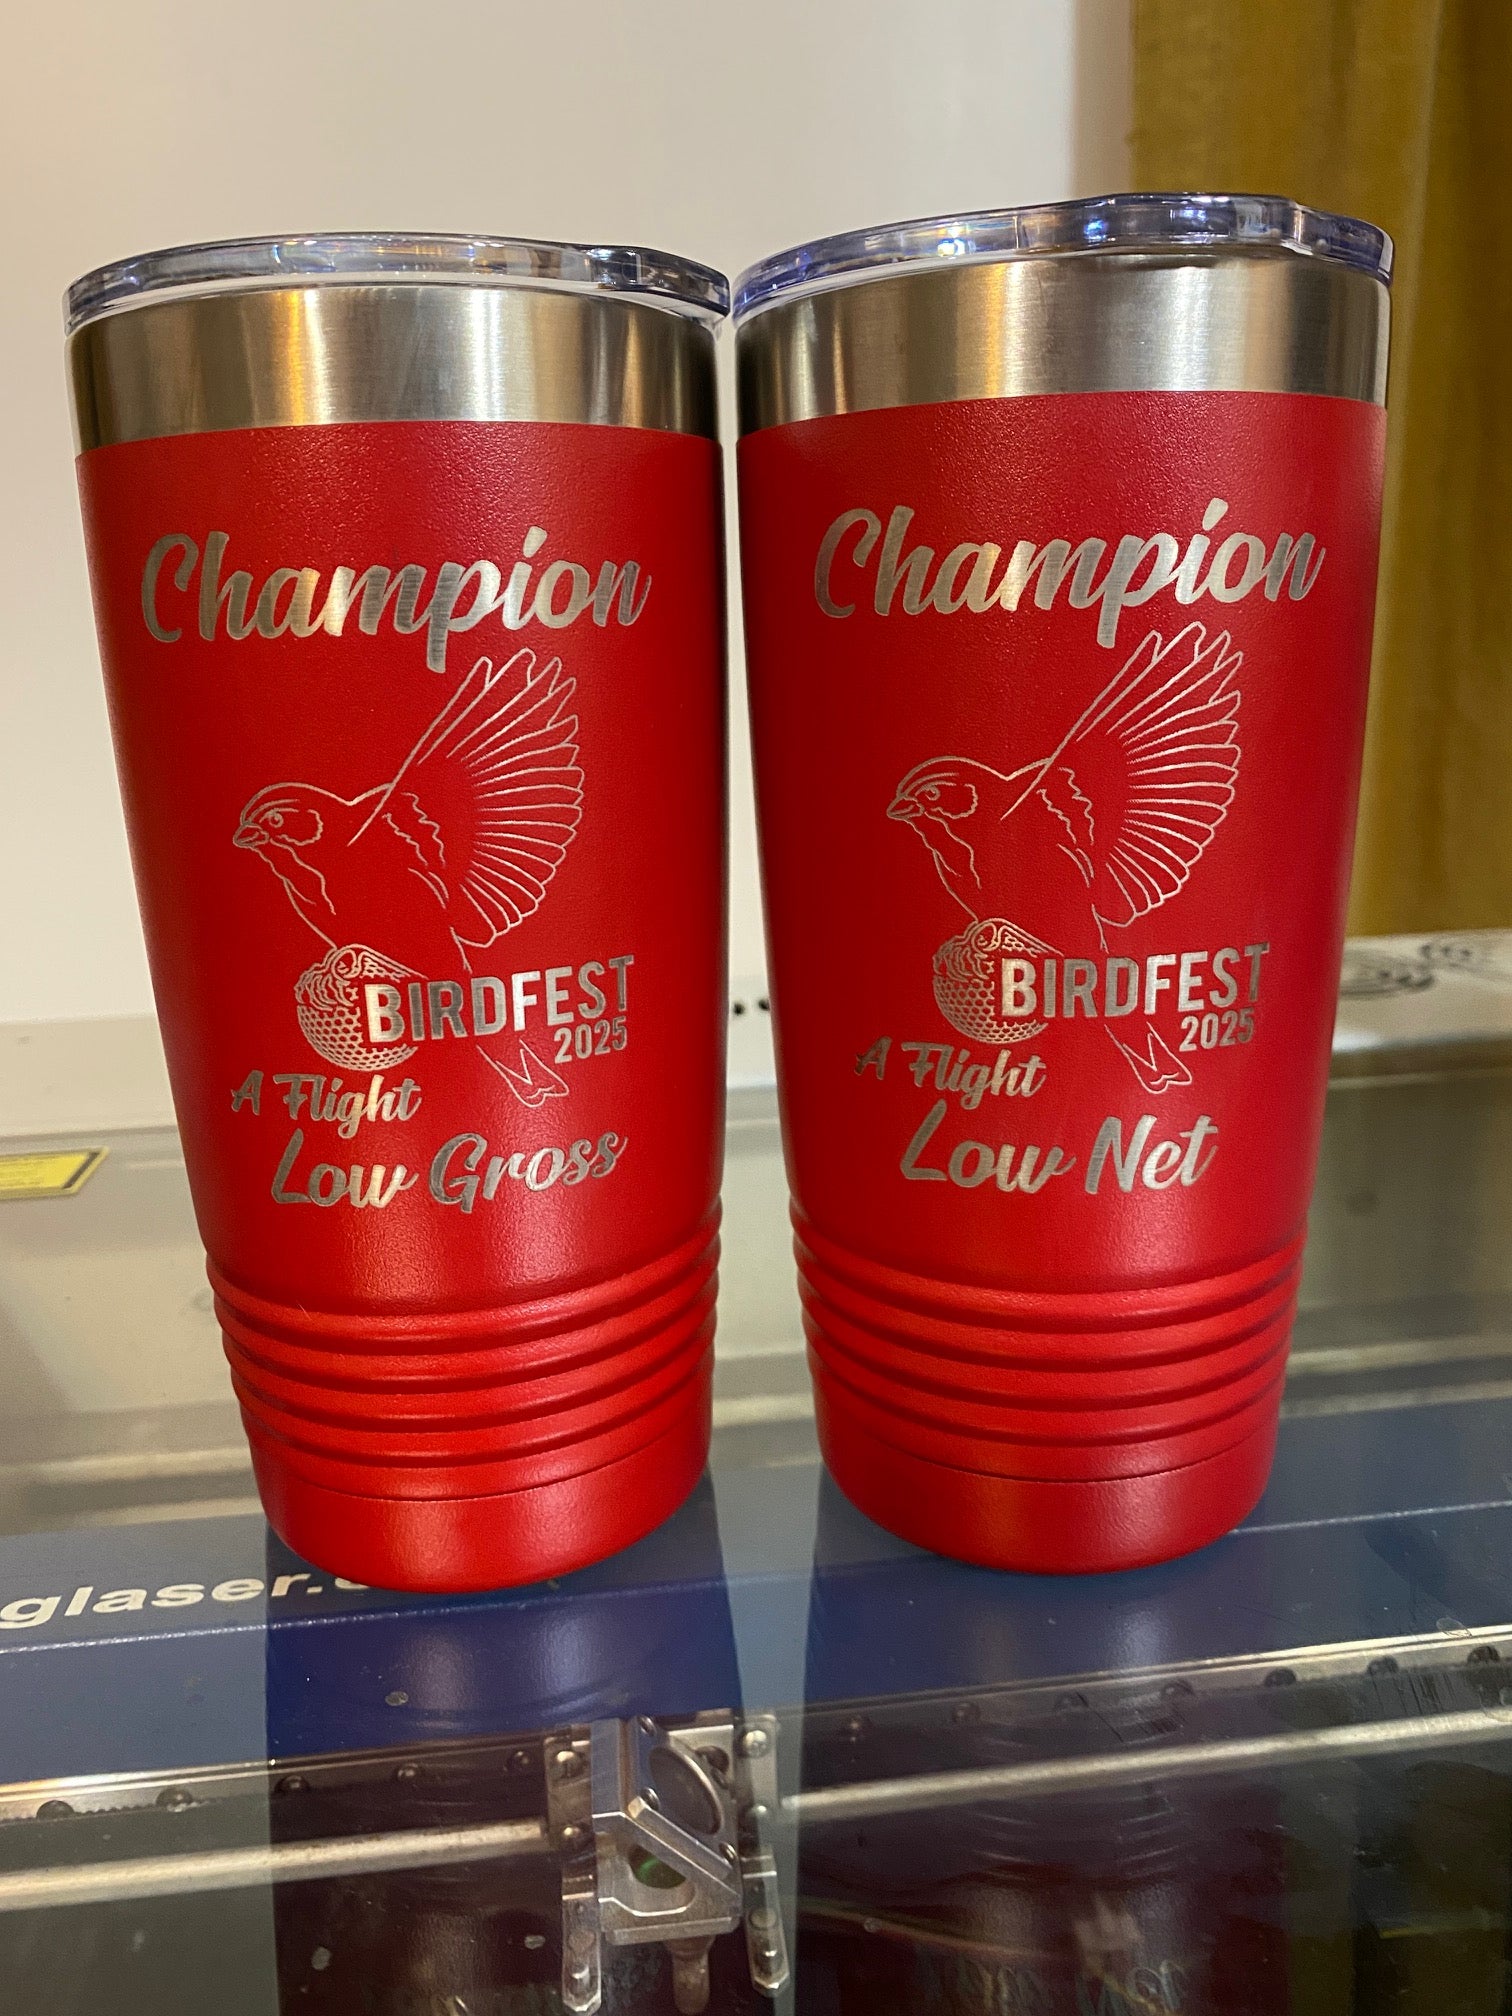 Champion
BIRDFEST
2025
A Flight
Low Gross
Champion
BIRDFEST
2025
A Flight
Low Net
glaser.